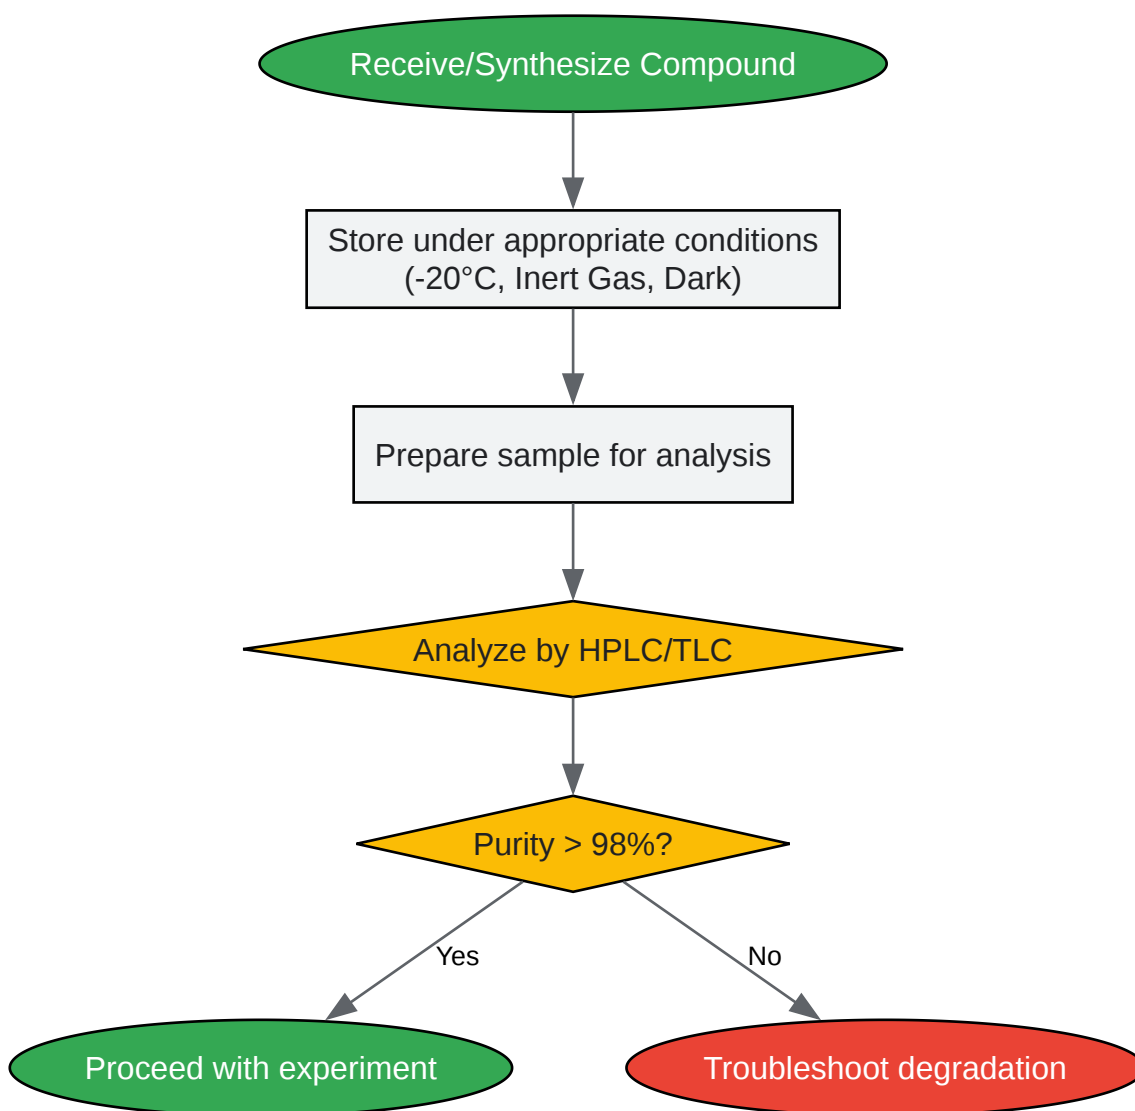 Receive/Synthesize Compound
Store under appropriate conditions
(-20°C, Inert Gas, Dark)
Prepare sample for analysis
Analyze by HPLC/TLC
Purity > 98%?
Yes
No
Proceed with experiment
Troubleshoot degradation